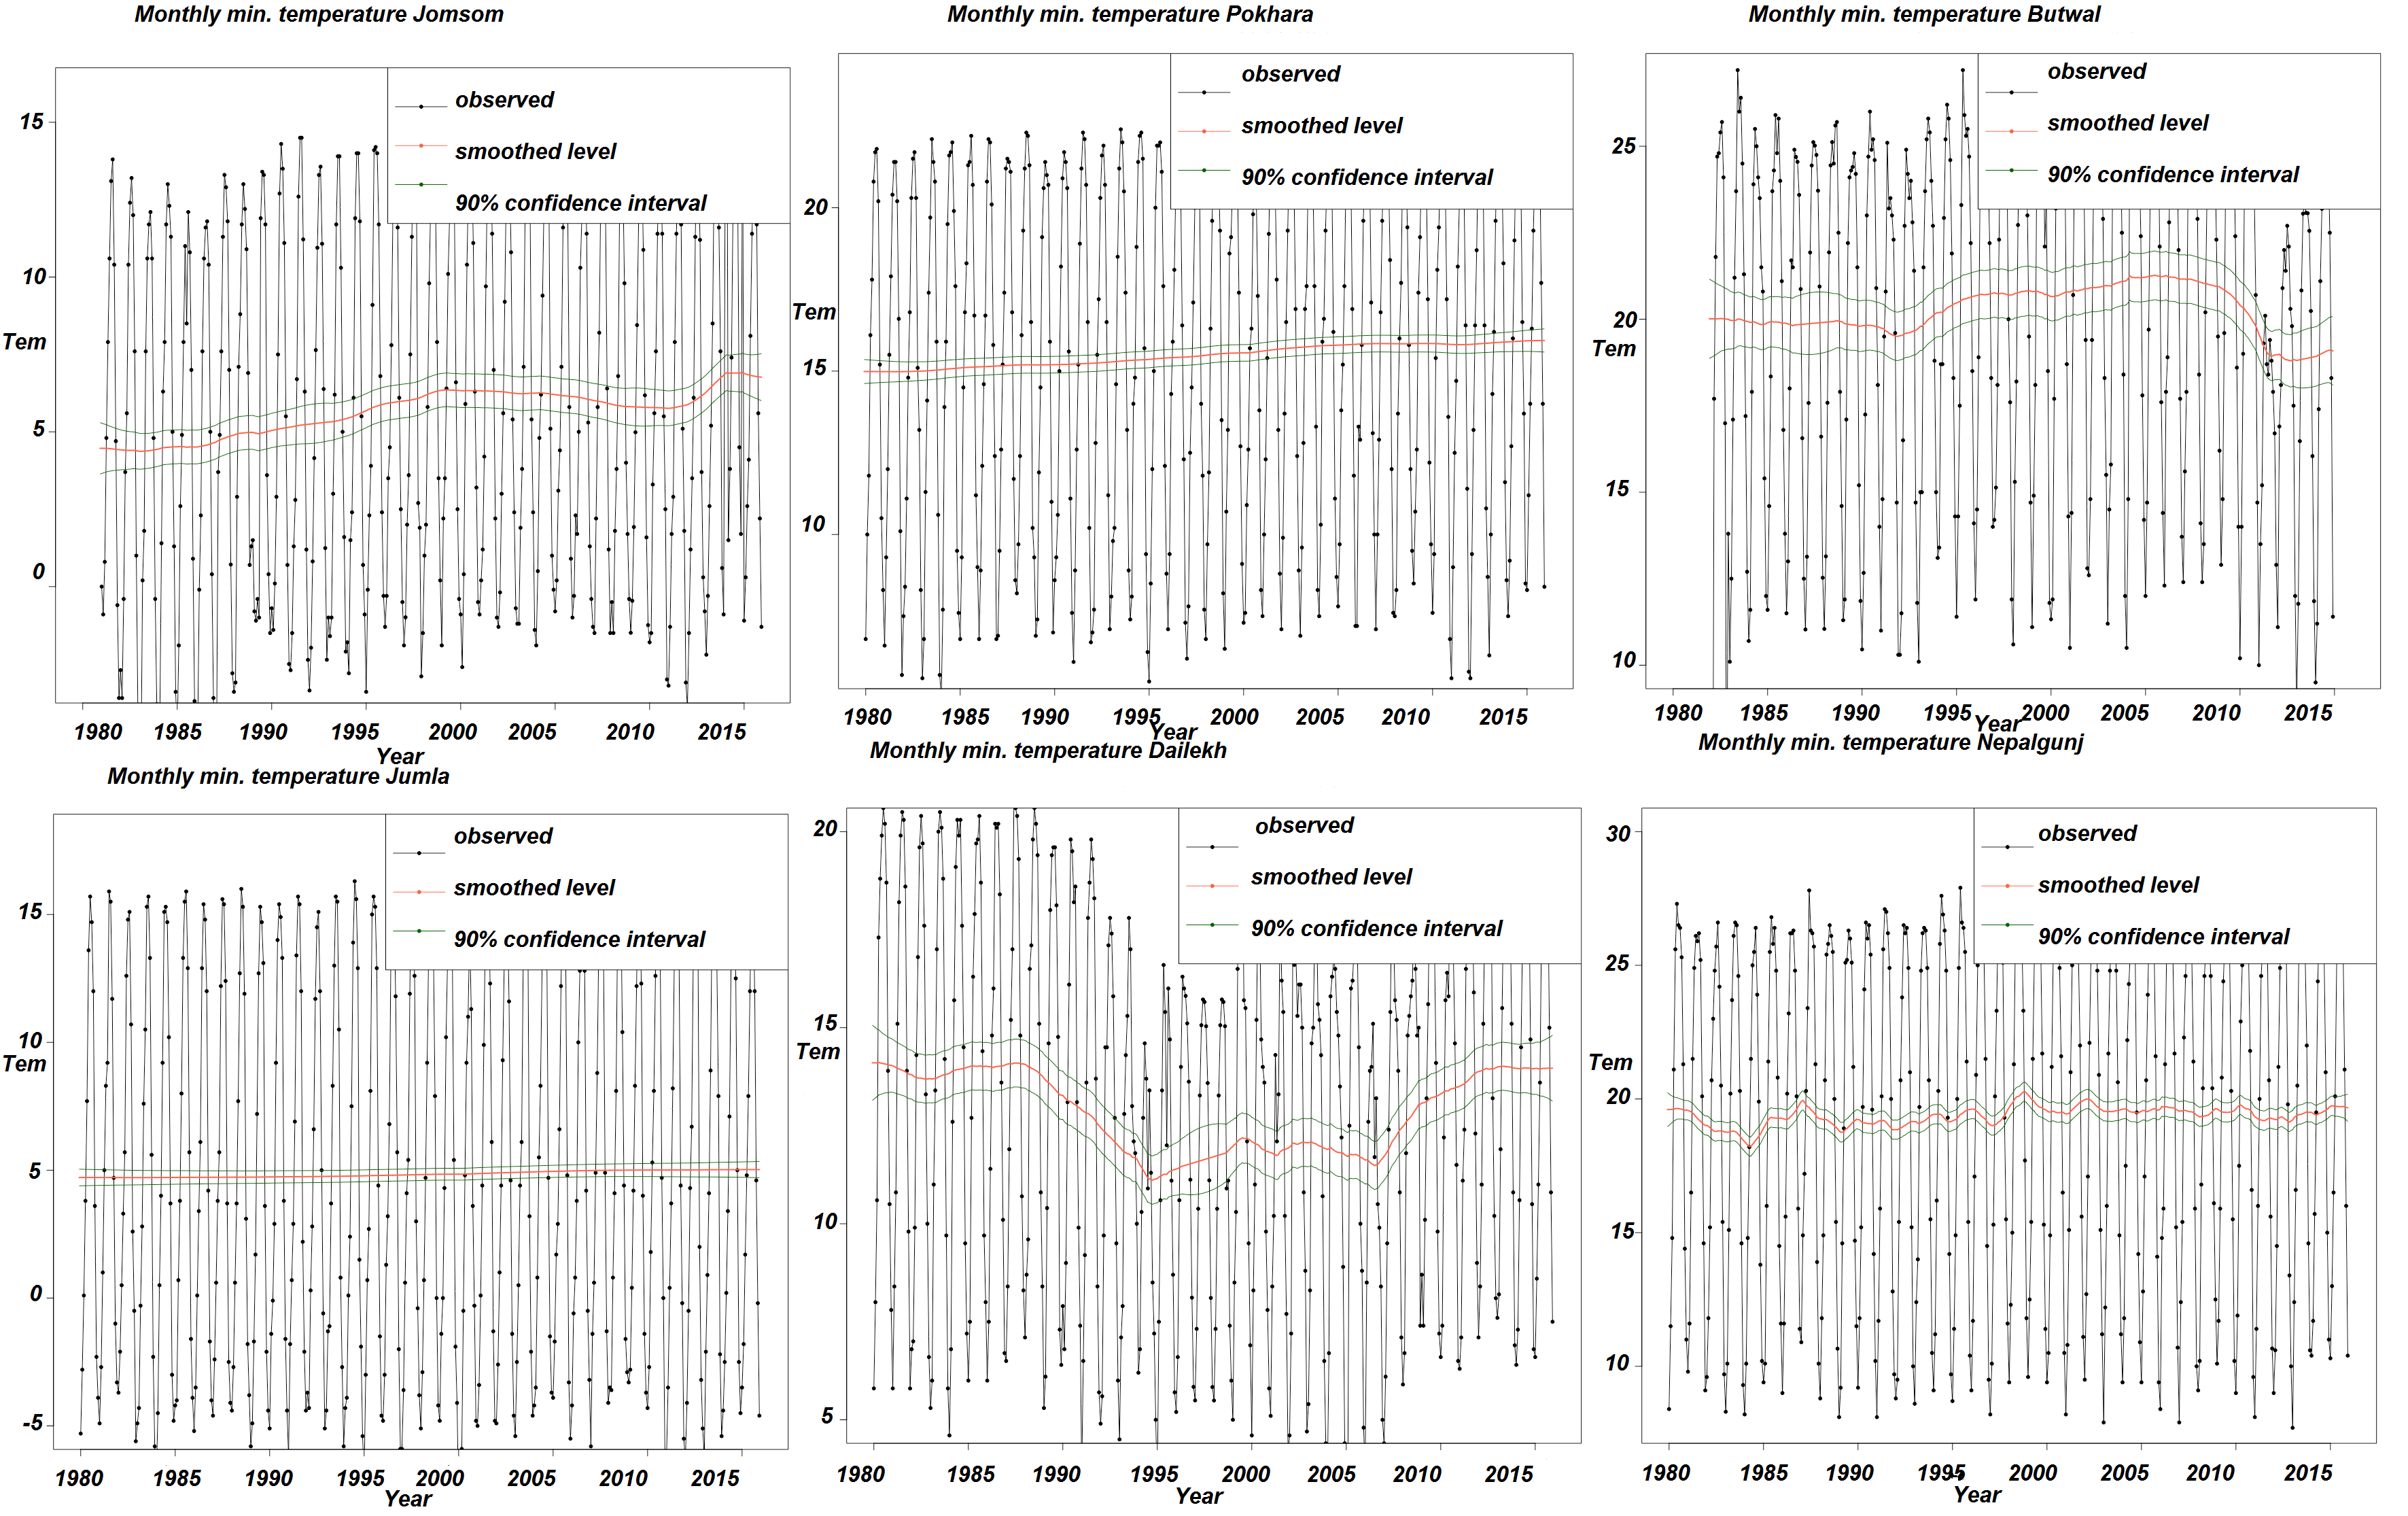 Monthly min. temperature Jomsom
observed
smoothed level
90% confidence interval
15
10
Tem
5
0
1980 1985 1990 1995 2000 2005 2010 2015
Year
Monthly min. temperature Pokhara
observed
smoothed level
90% confidence interval
20
Tem
15
10
1980 1985 1990 1995 2000 2005 2010 2015
Year
Monthly min. temperature Butwal
observed
smoothed level
90% confidence interval
25
20
Tem
15
10
1980 1985 1990 1995 2000 2005 2010 2015
Year
Monthly min. temperature Jumla
observed
smoothed level
90% confidence interval
15
10
Tem
5
0
-5
1980 1985 1990 1995 2000 2005 2010 2015
Year
Monthly min. temperature Dailekh
observed
smoothed level
90% confidence interval
20
15
Tem
10
5
1980 1985 1990 1995 2000 2005 2010 2015
Year
Monthly min. temperature Nepalgunj
observed
smoothed level
90% confidence interval
30
25
Tem
20
15
10
1980 1985 1990 1995 2000 2005 2010 2015
Year